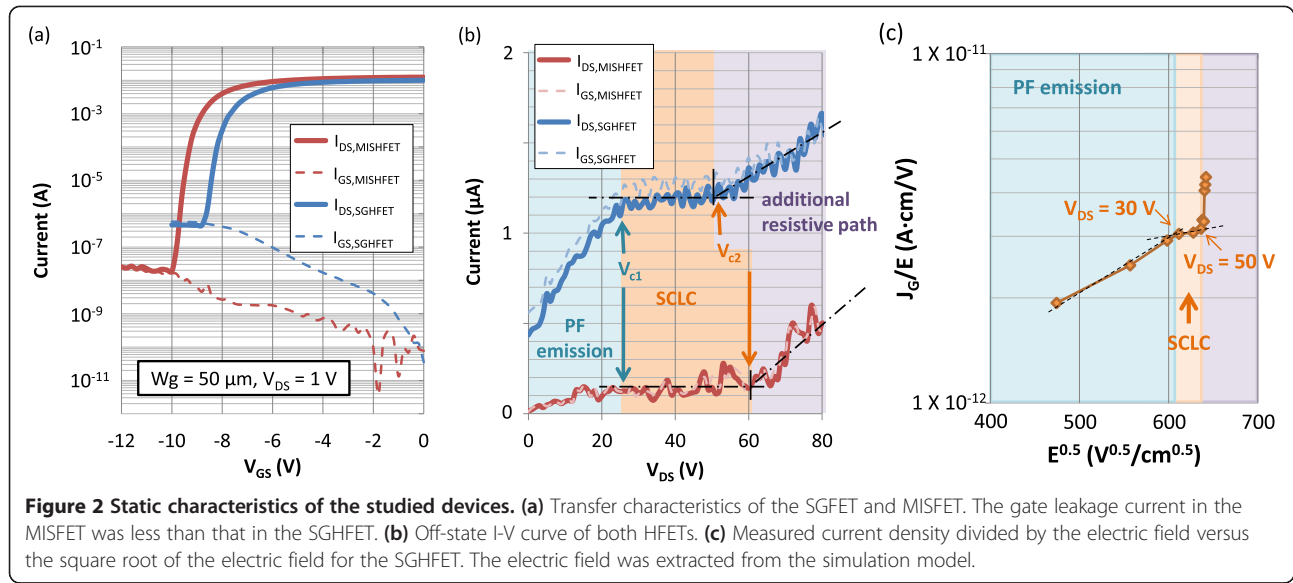 (a)
10⁻¹
10⁻³
10⁻⁵
10⁻⁷
10⁻⁹
10⁻¹¹
Current (A)
I_DS,MISHFET
I_GS,MISHFET
I_DS,SGHFET
I_GS,SGHFET
Wg = 50 μm, V_DS = 1 V
-12 -10 -8 -6 -4 -2 0
V_GS (V)
(b)
2
1
0
Current (μA)
I_DS,MISHFET
I_GS,MISHFET
I_DS,SGHFET
I_GS,SGHFET
additional
resistive path
V_c1
V_c2
SCLC
PF
emission
0 20 40 60 80
V_DS (V)
(c)
1 X 10⁻¹¹
1 X 10⁻¹²
J_G/E (A·cm/V)
PF emission
V_DS = 30 V
V_DS = 50 V
SCLC
400 500 600 700
E⁰·⁵ (V⁰·⁵/cm⁰·⁵)
Figure 2 Static characteristics of the studied devices. (a) Transfer characteristics of the SGFET and MISFET. The gate leakage current in the
MISFET was less than that in the SGHFET. (b) Off-state I-V curve of both HFETs. (c) Measured current density divided by the electric field versus
the square root of the electric field for the SGHFET. The electric field was extracted from the simulation model.